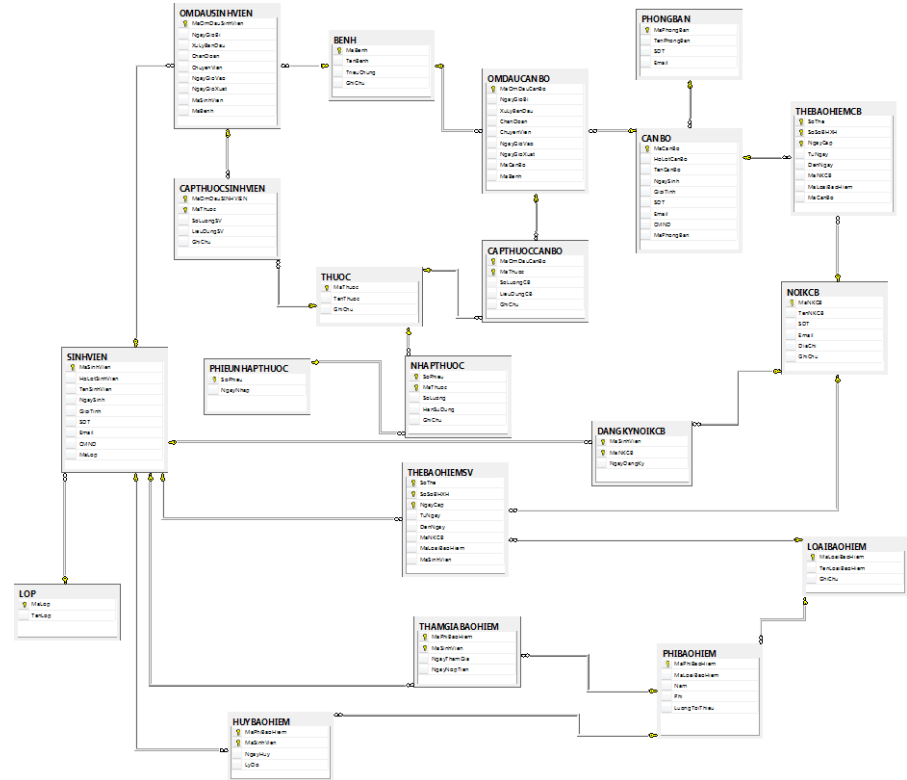 OMDAUSINHVIEN
MaOmDauSinhVien
NgayGioBi
XuLyBanDau
ChanDoan
ChuyenVien
NgayGioVao
NgayGioXuat
MaSinhVien
MaBenh
BENH
MaBenh
TenBenh
TrieuChung
GhiChu
OMDAUCANBO
MaOmDauCanBo
NgayGioBi
XuLyBanDau
ChanDoan
ChuyenVien
NgayGioVao
NgayGioXuat
MaCanBo
MaBenh
PHONGBAN
MaPhongBan
TenPhongBan
SDT
Email
CANBO
MaCanBo
HoLotCanBo
TenCanBo
NgaySinh
GioiTinh
SDT
Email
CMND
MaPhongBan
THEBAOHIEMCB
SoThe
SoSoBHXH
NgayCap
TuNgay
DenNgay
MaNKCB
MaLoaiBaoHiem
MaCanBo
CAPTHUOCSINHVIEN
MaOmDauSINHVIEN
MaThuoc
SoLuongSV
LieuDungSV
GhiChu
CAPTHUOCCANBO
MaOmDauCanBo
MaThuoc
SoLuongCB
LieuDungCB
GhiChu
THUOC
MaThuoc
TenThuoc
GhiChu
NOIKCB
MaNKCB
TenNKCB
SDT
Email
DiaChi
GhiChu
SINHVIEN
MaSinhVien
HoLotSinhVien
TenSinhVien
NgaySinh
GioiTinh
SDT
Email
CMND
MaLop
PHIEUNHAPTHUOC
SoPhieu
NgayNhap
NHAPTHUOC
SoPhieu
MaThuoc
SoLuong
HanSuDung
GhiChu
DANGKYNOIKCB
MaSinhVien
MaNKCB
NgayDangKy
THEBAOHIEMSV
SoThe
SoSoBHXH
NgayCap
TuNgay
DenNgay
MaNKCB
MaLoaiBaoHiem
MaSinhVien
LOAIBAOHIEM
MaLoaiBaoHiem
TenLoaiBaoHiem
GhiChu
LOP
MaLop
TenLop
THAMGIABAOHIEM
MaPhiBaoHiem
MaSinhVien
NgayThamGia
NgayNopTien
PHIBAOHIEM
MaPhiBaoHiem
MaLoaiBaoHiem
Nam
Phi
LuongToiThieu
HUYBAOHIEM
MaPhiBaoHiem
MaSinhVien
NgayHuy
LyDo